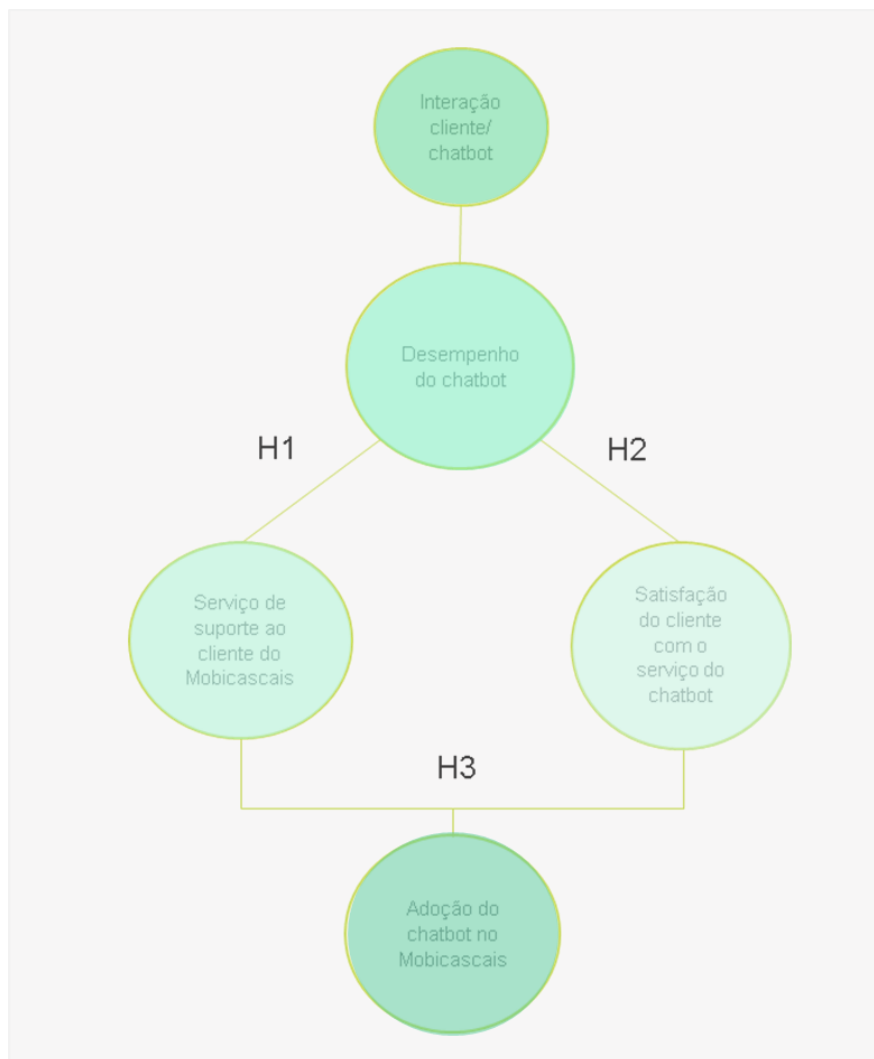 Interação
cliente/
chatbot
Desempenho
do chatbot
H1
H2
Serviço de
suporte ao
cliente do
Mobicascais
Satisfação
do cliente
com o
serviço do
chatbot
H3
Adoção do
chatbot no
Mobicascais